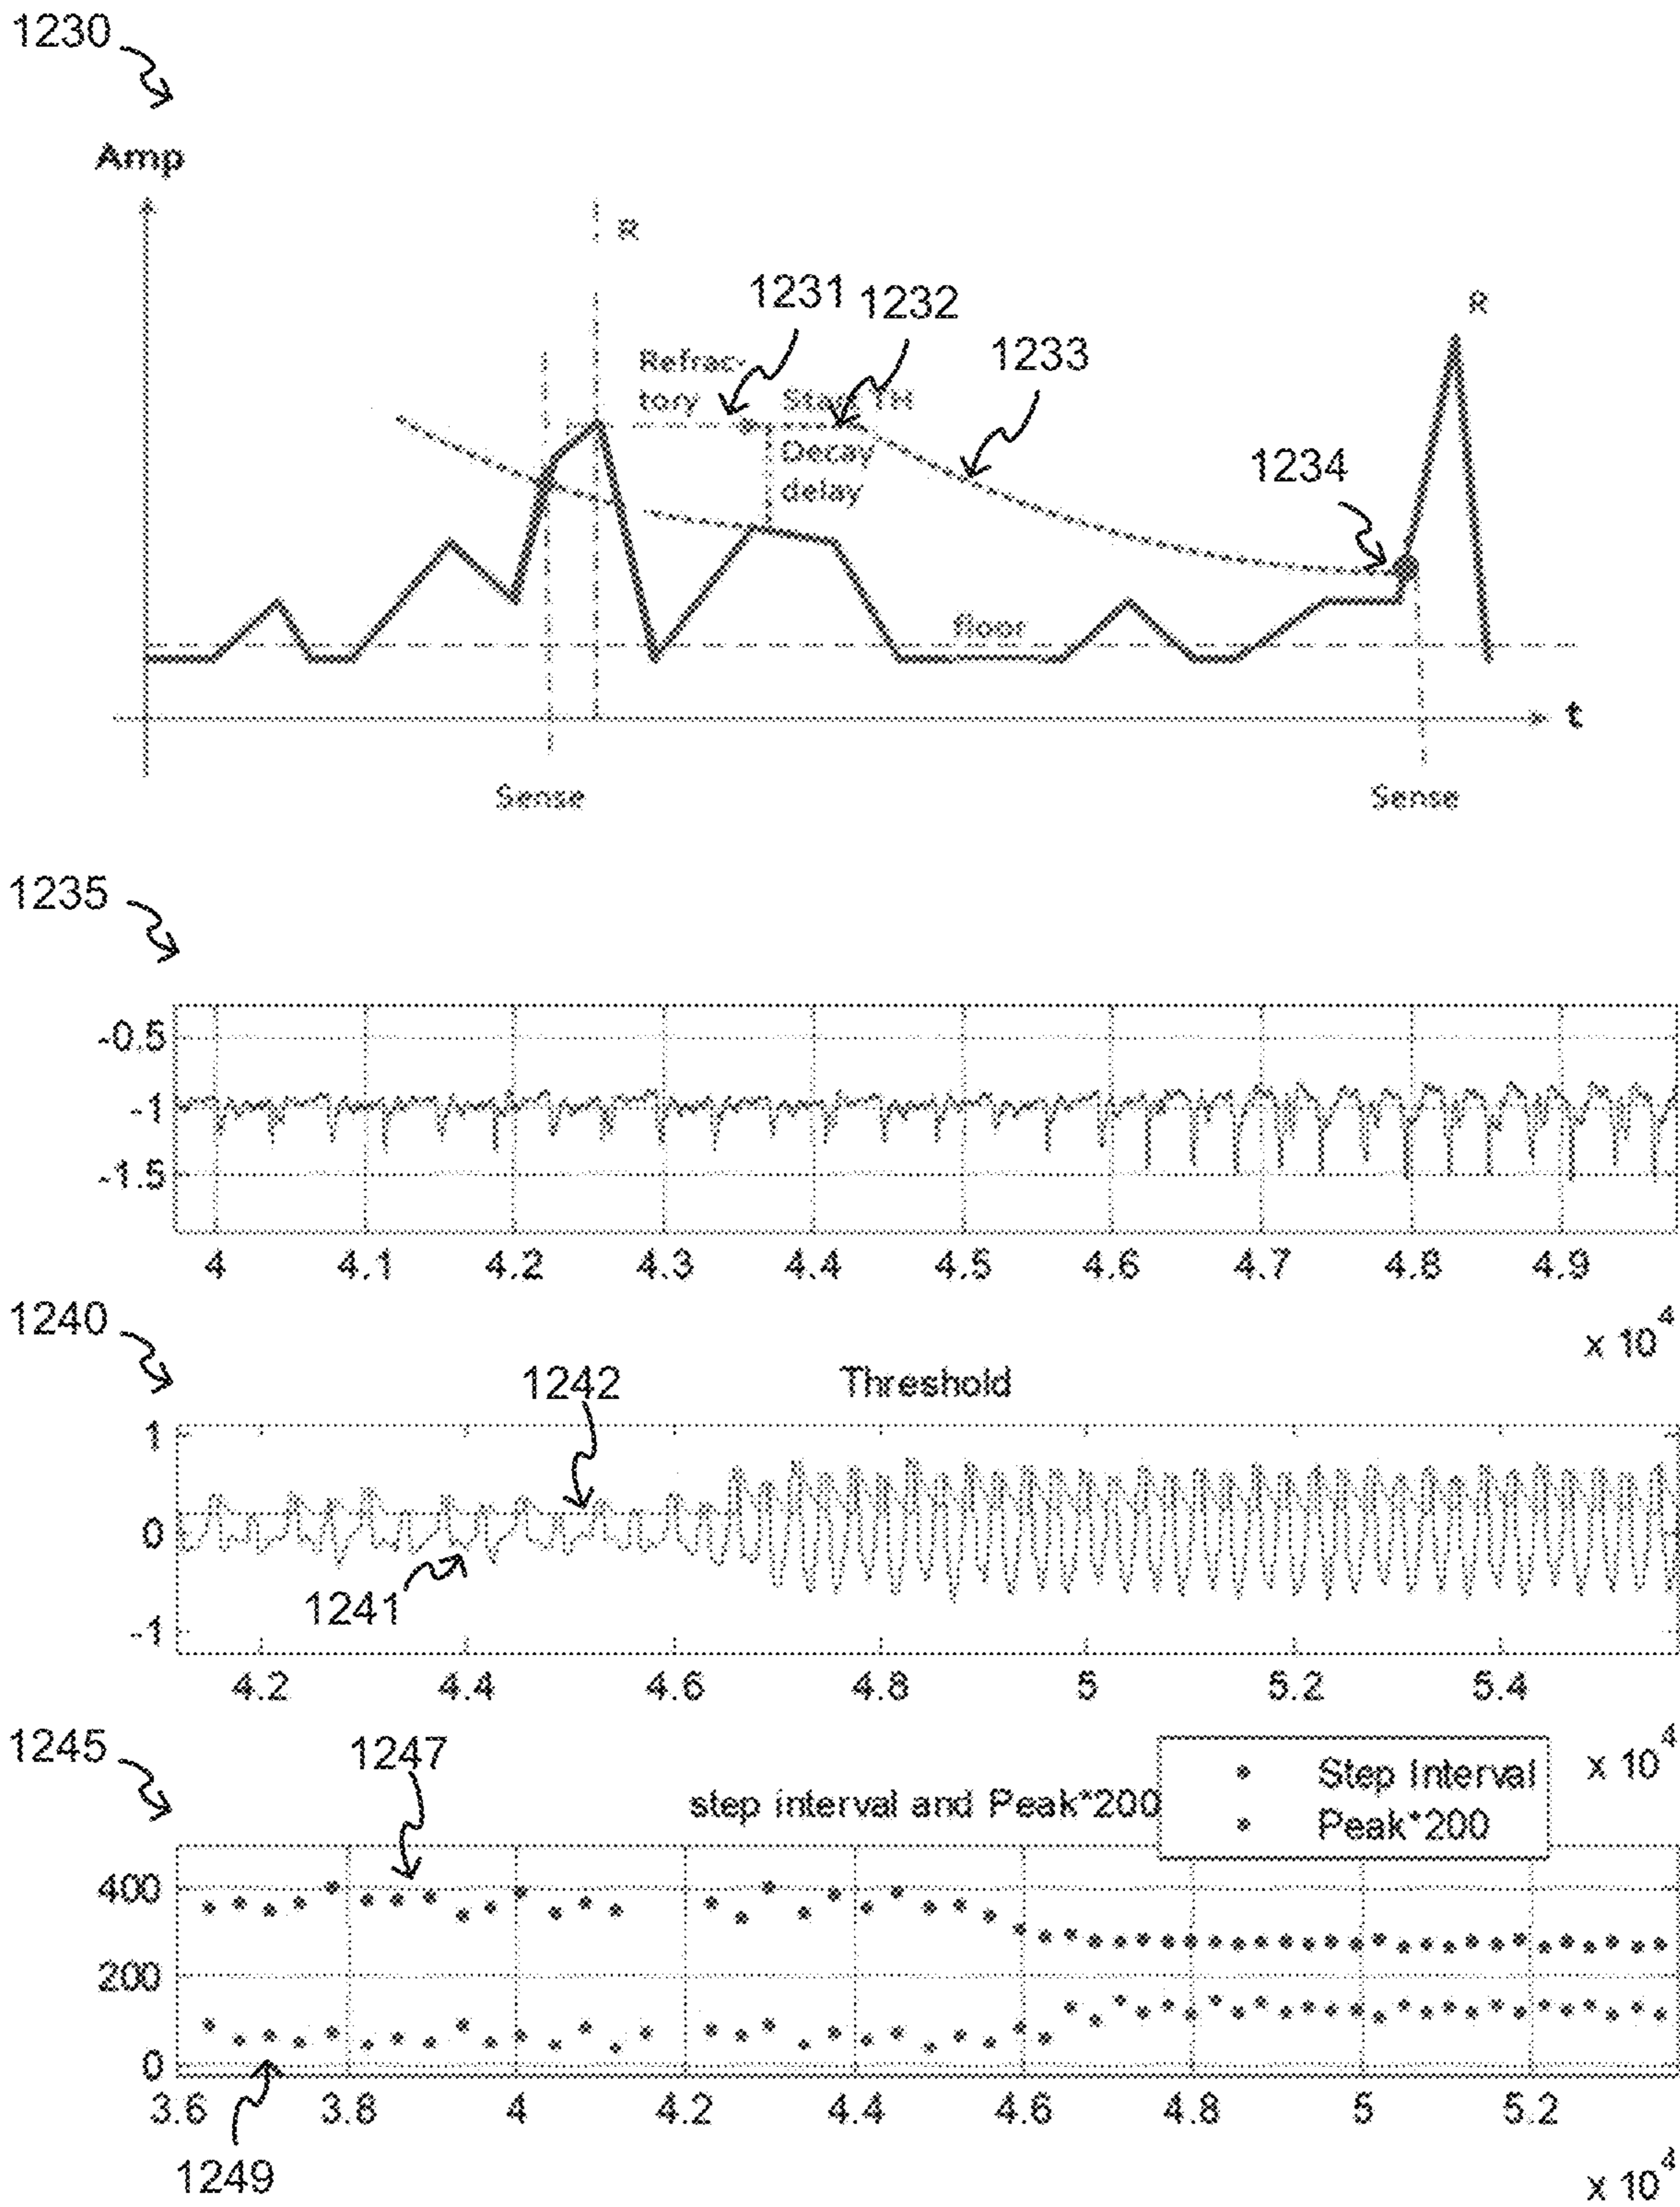 1230
Amp
R
1231 1232
1233
R
Refrac-
tory
Start TH
Decay
delay
1234
floor
t
Sense
Sense
1235
-0.5
-1
-1.5
4 4.1 4.2 4.3 4.4 4.5 4.6 4.7 4.8 4.9
x 10^4
1240
1242
Threshold
1
0
-1
1241
4.2 4.4 4.6 4.8 5 5.2 5.4
x 10^4
1245
1247
step interval and Peak*200
Step Interval
Peak*200
400
200
0
3.6 3.8 4 4.2 4.4 4.6 4.8 5 5.2
x 10^4
1249